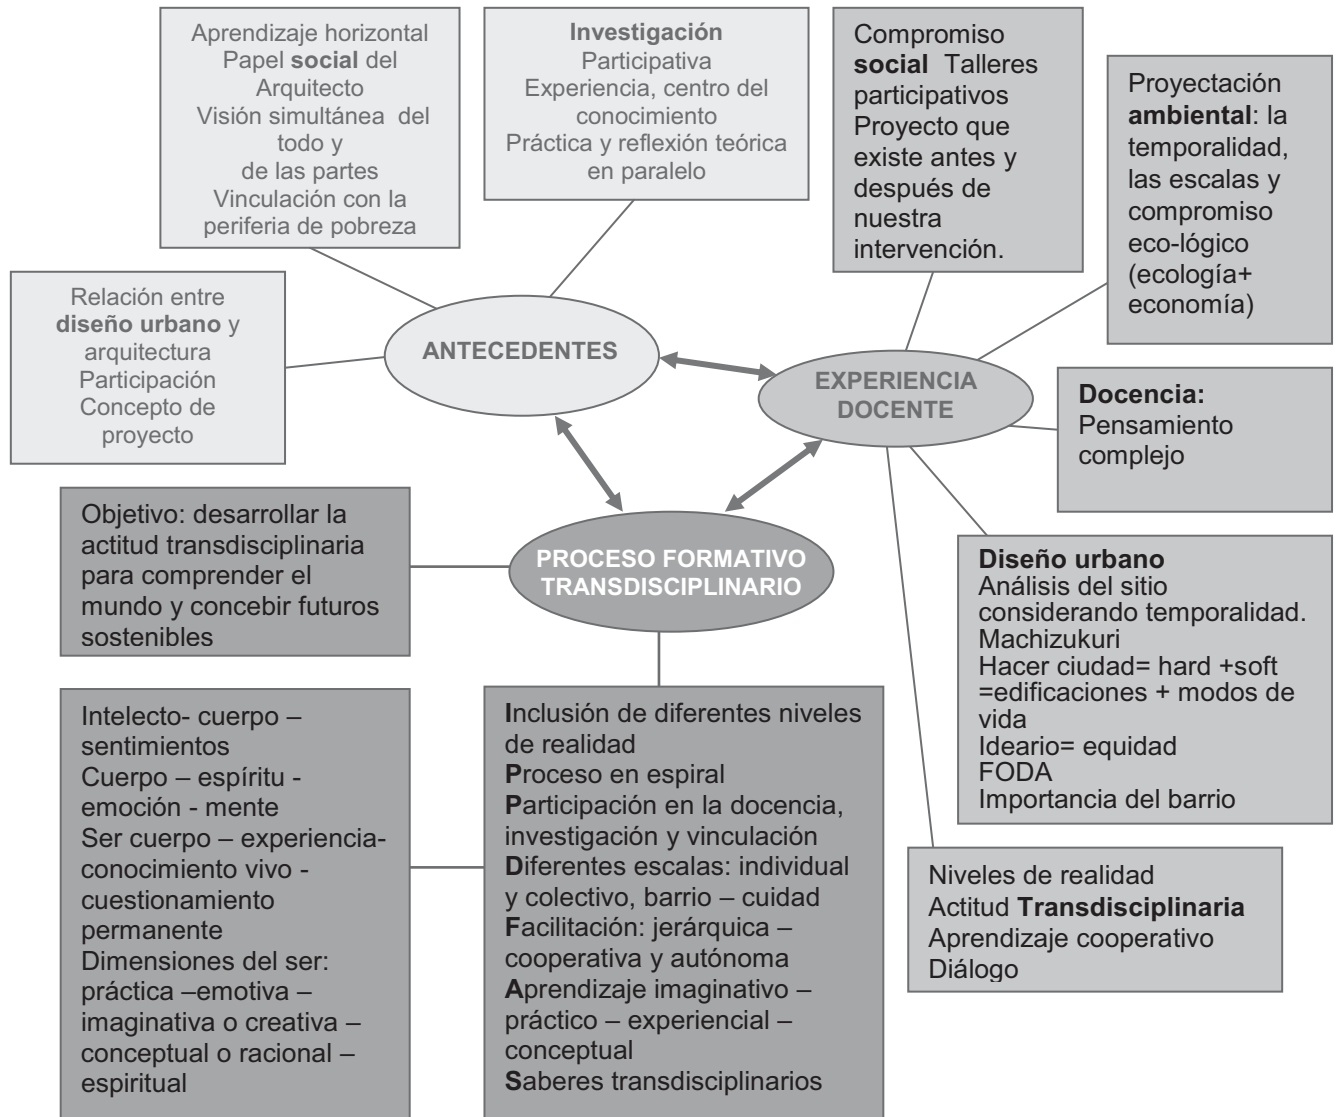 Aprendizaje horizontal
Papel social del
Arquitecto
Visión simultánea del
todo y
de las partes
Vinculación con la
periferia de pobreza
Investigación
Participativa
Experiencia, centro del
conocimiento
Práctica y reflexión teórica
en paralelo
Compromiso
social Talleres
participativos
Proyecto que
existe antes y
después de
nuestra
intervención.
Proyectación
ambiental: la
temporalidad,
las escalas y
compromiso
eco-lógico
(ecología+
economía)
Relación entre
diseño urbano y
arquitectura
Participación
Concepto de
proyecto
ANTECEDENTES
EXPERIENCIA
DOCENTE
Docencia:
Pensamiento
complejo
Objetivo: desarrollar la
actitud transdisciplinaria
para comprender el
mundo y concebir futuros
sostenibles
PROCESO FORMATIVO
TRANSDISCIPLINARIO
Diseño urbano
Análisis del sitio
considerando temporalidad.
Machizukuri
Hacer ciudad= hard +soft
=edificaciones + modos de
vida
Ideario= equidad
FODA
Importancia del barrio
Intelecto- cuerpo –
sentimientos
Cuerpo – espíritu -
emoción - mente
Ser cuerpo – experiencia-
conocimiento vivo -
cuestionamiento
permanente
Dimensiones del ser:
práctica –emotiva –
imaginativa o creativa –
conceptual o racional –
espiritual
Inclusión de diferentes niveles
de realidad
Proceso en espiral
Participación en la docencia,
investigación y vinculación
Diferentes escalas: individual
y colectivo, barrio – cuidad
Facilitación: jerárquica –
cooperativa y autónoma
Aprendizaje imaginativo –
práctico – experiencial –
conceptual
Saberes transdisciplinarios
Niveles de realidad
Actitud Transdisciplinaria
Aprendizaje cooperativo
Diálogo